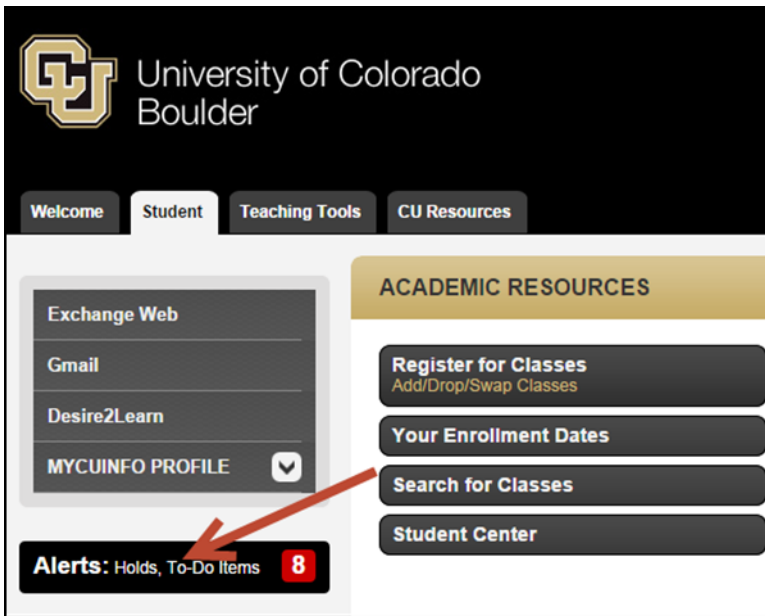 CU
University of Colorado
Boulder
Welcome
Student
Teaching Tools
CU Resources
Exchange Web
Gmail
Desire2Learn
MYCUINFO PROFILE
Alerts: Holds, To-Do Items 8
ACADEMIC RESOURCES
Register for Classes
Add/Drop/Swap Classes
Your Enrollment Dates
Search for Classes
Student Center